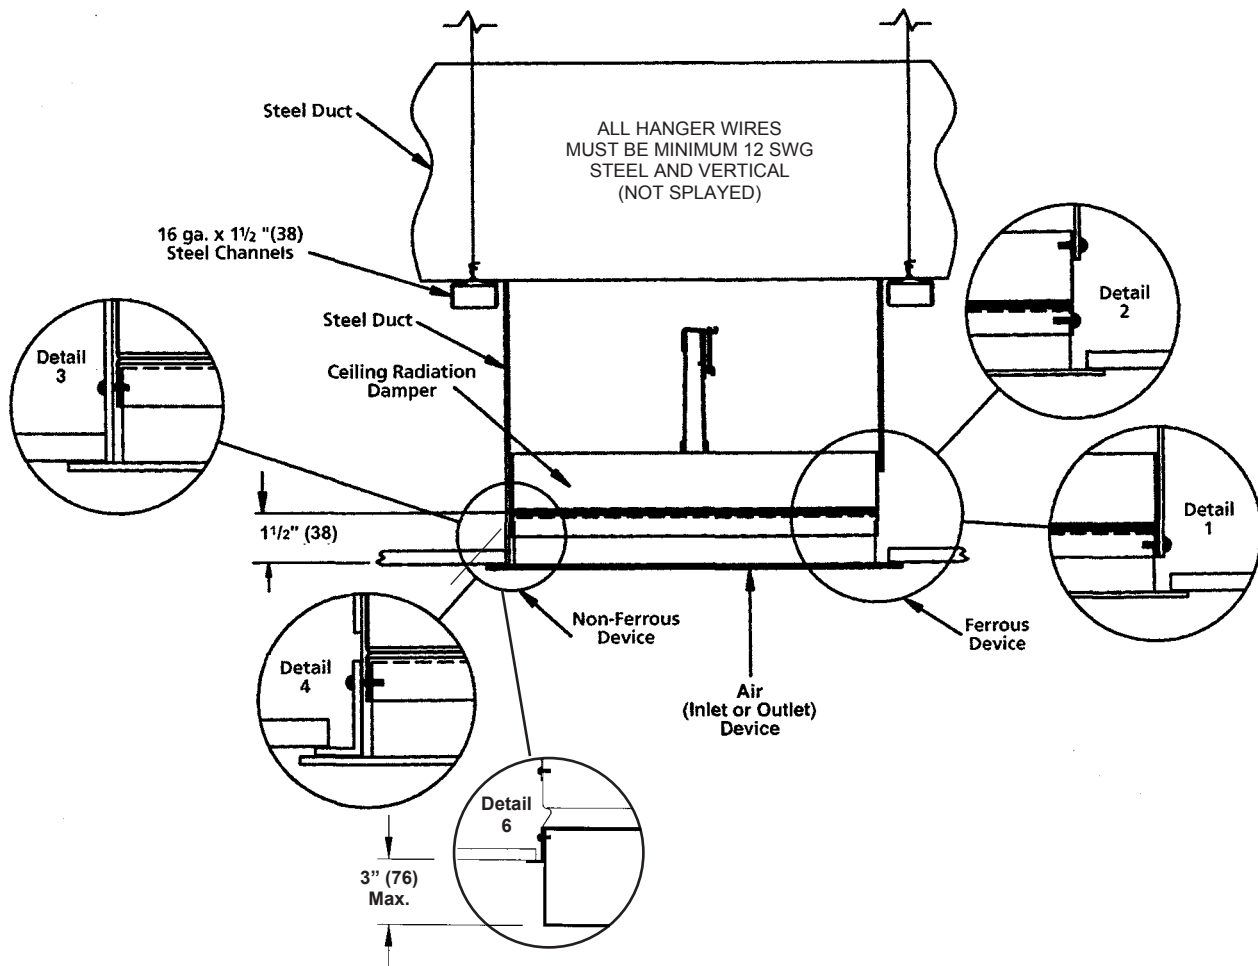 Steel Duct
ALL HANGER WIRES
MUST BE MINIMUM 12 SWG
STEEL AND VERTICAL
(NOT SPLAYED)
16 ga. x 1½ "(38)
Steel Channels
Detail
2
Steel Duct
Detail
3
Ceiling Radiation
Damper
Detail
1
1½" (38)
Non-Ferrous
Device
Ferrous
Device
Detail
4
Air
(Inlet or Outlet)
Device
Detail
6
3” (76)
Max.